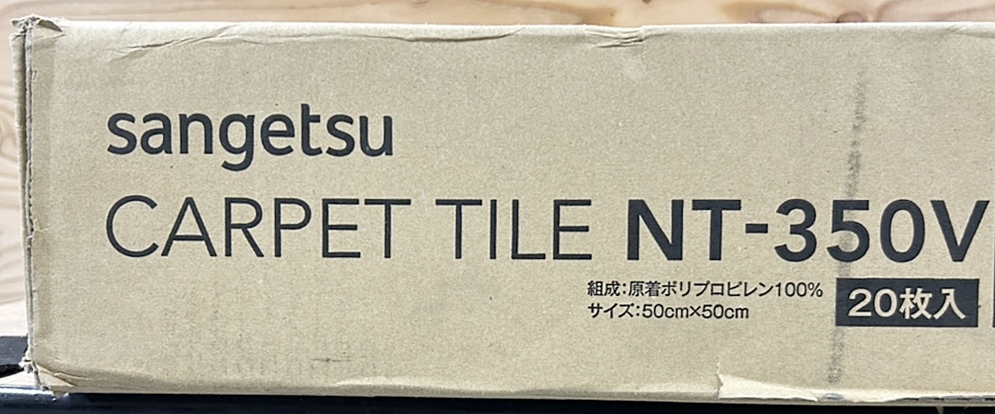 sangetsu
CARPET TILE NT-350V
組成:原着ポリプロピレン100%
サイズ:50cm×50cm
20枚入